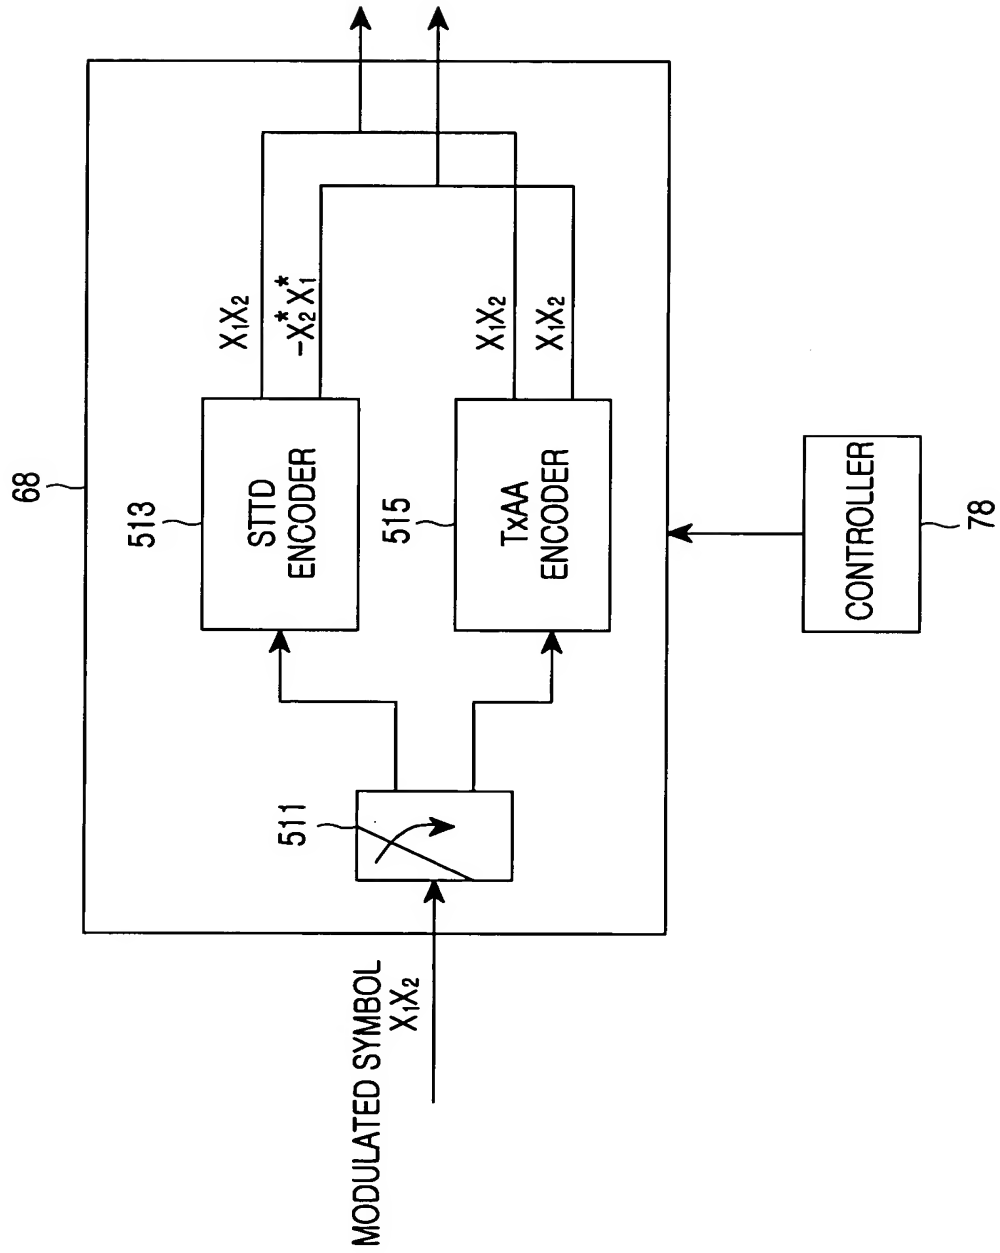 68
513
STTD
ENCODER
X₁X₂
-X₂*X₁*
MODULATED SYMBOL
X₁X₂
511
515
TxAA
ENCODER
X₁X₂
X₁X₂
CONTROLLER
78